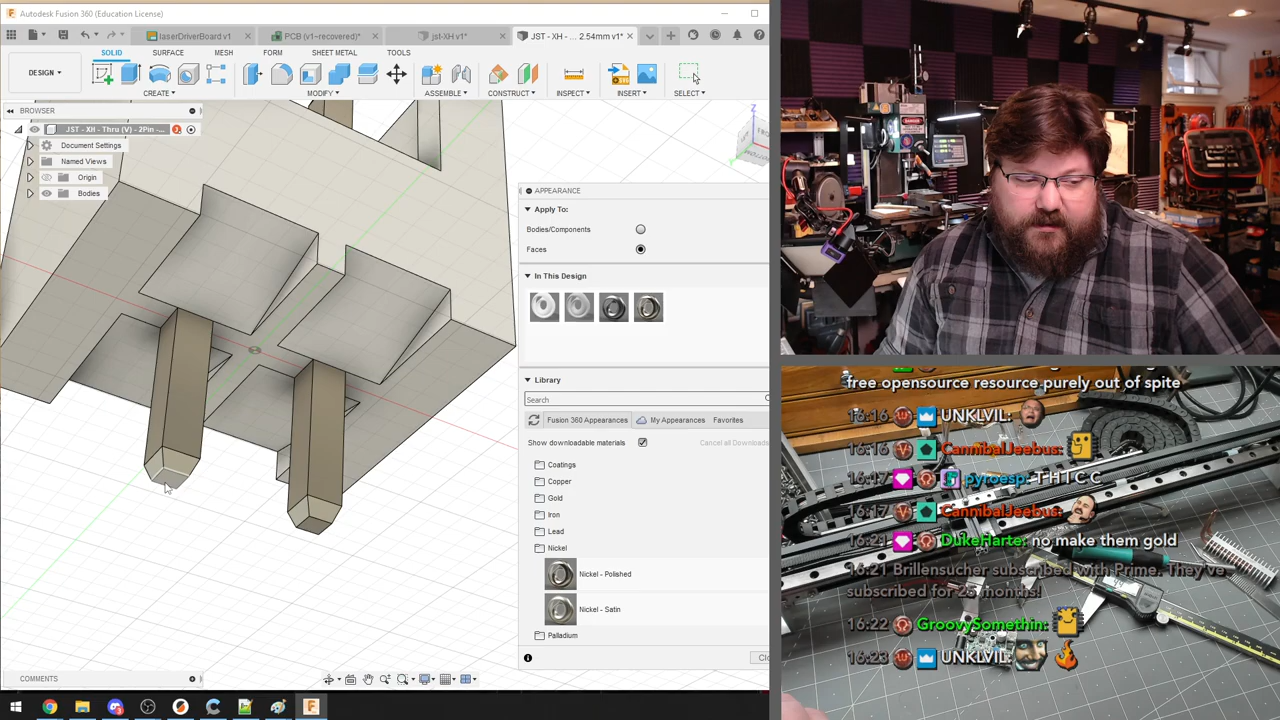 Autodesk Fusion 360 (Education License)
laserDriverBoard v1
PCB (v1~recovered)*
jst-XH v1*
JST - XH - ... 2.54mm v1*
SOLID
SURFACE
MESH
FORM
SHEET METAL
TOOLS
DESIGN
CREATE
MODIFY
ASSEMBLE
CONSTRUCT
INSPECT
INSERT
SELECT
BROWSER
JST - XH - Thru (V) - 2Pin -...
Document Settings
Named Views
Origin
Bodies
Z
BOTTOM
APPEARANCE
Apply To:
Bodies/Components
Faces
In This Design
Library
Search
Fusion 360 Appearances
My Appearances
Favorites
Show downloadable materials
Cancel all Downloads
Coatings
Copper
Gold
Iron
Lead
Nickel
Nickel - Polished
Nickel - Satin
Palladium
Clo
COMMENTS
free opensource resource purely out of spite
16:16 UNKLVIL:
16:16 CannibalJeebus:
16:17 pyroesp: T H I C C
16:17 CannibalJeebus:
16:21 DukeHarte: no make them gold
16:21 Brillensucher subscribed with Prime. They've
subscribed for 25 months!
16:22 GroovySomethin:
16:23 UNKLVIL: